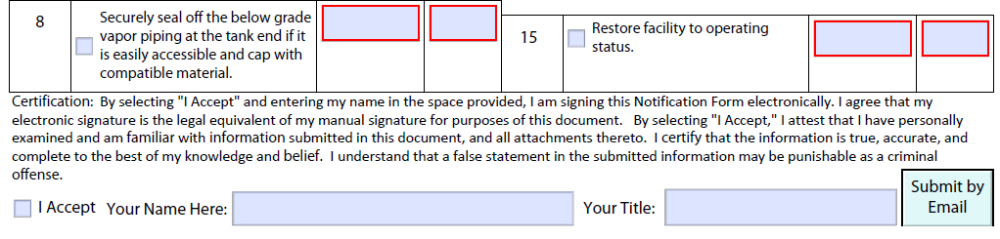 8
Securely seal off the below grade
vapor piping at the tank end if it
is easily accessible and cap with
compatible material.
15
Restore facility to operating
status.
Certification: By selecting "I Accept" and entering my name in the space provided, I am signing this Notification Form electronically. I agree that my
electronic signature is the legal equivalent of my manual signature for purposes of this document. By selecting "I Accept," I attest that I have personally
examined and am familiar with information submitted in this document, and all attachments thereto. I certify that the information is true, accurate, and
complete to the best of my knowledge and belief. I understand that a false statement in the submitted information may be punishable as a criminal
offense.
I Accept Your Name Here: Your Title:
Submit by
Email